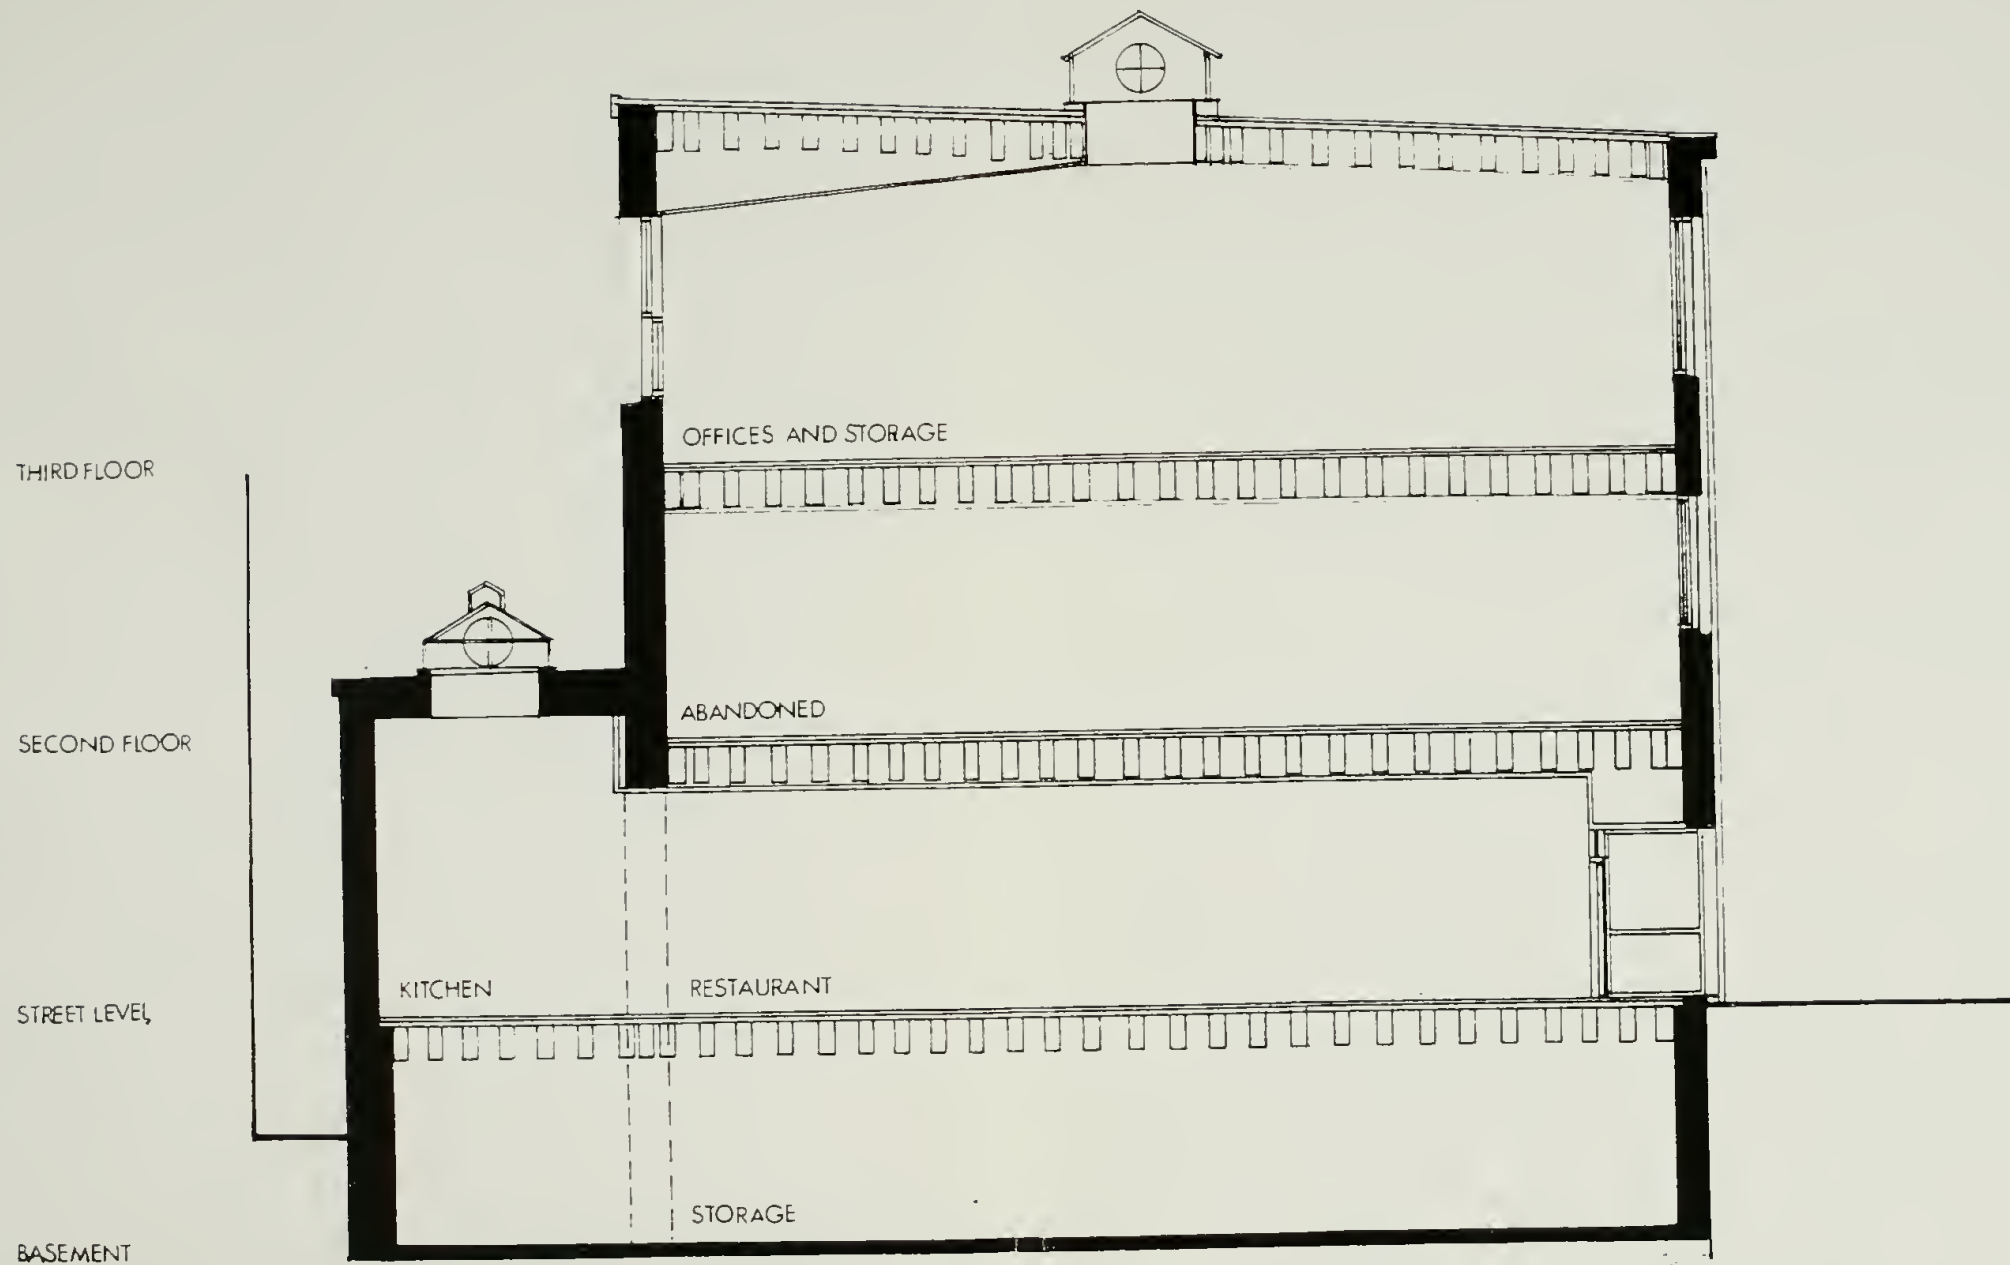 OFFICES AND STORAGE
THIRD FLOOR
ABANDONED
SECOND FLOOR
KITCHEN
RESTAURANT
STREET LEVEL
STORAGE
BASEMENT